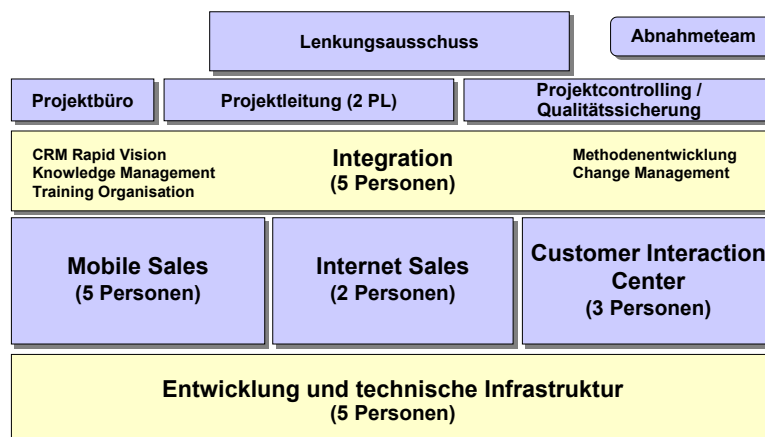 Lenkungsausschuss
Abnahmeteam
Projektbüro
Projektleitung (2 PL)
Projektcontrolling /
Qualitätssicherung
CRM Rapid Vision
Knowledge Management
Training Organisation
Integration
(5 Personen)
Methodenentwicklung
Change Management
Mobile Sales
(5 Personen)
Internet Sales
(2 Personen)
Customer Interaction
Center
(3 Personen)
Entwicklung und technische Infrastruktur
(5 Personen)